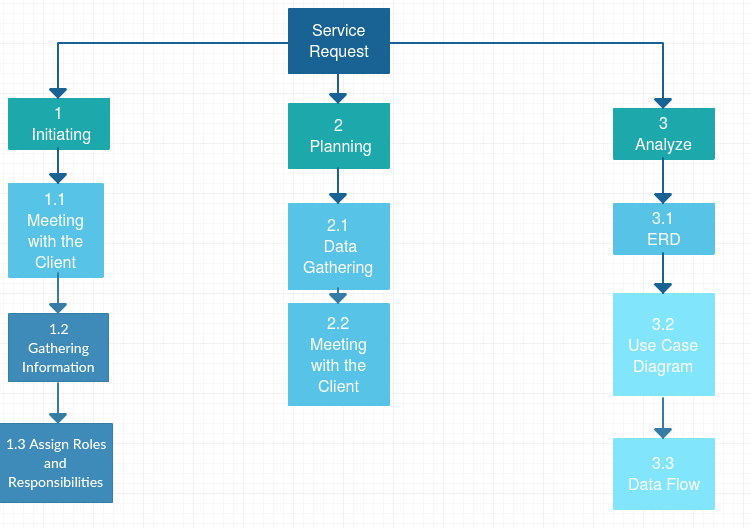 Service
Request
1
Initiating
2
Planning
3
Analyze
1.1
Meeting
with the
Client
2.1
Data
Gathering
3.1
ERD
1.2
Gathering
Information
2.2
Meeting
with the
Client
3.2
Use Case
Diagram
1.3 Assign Roles
and
Responsibilities
3.3
Data Flow